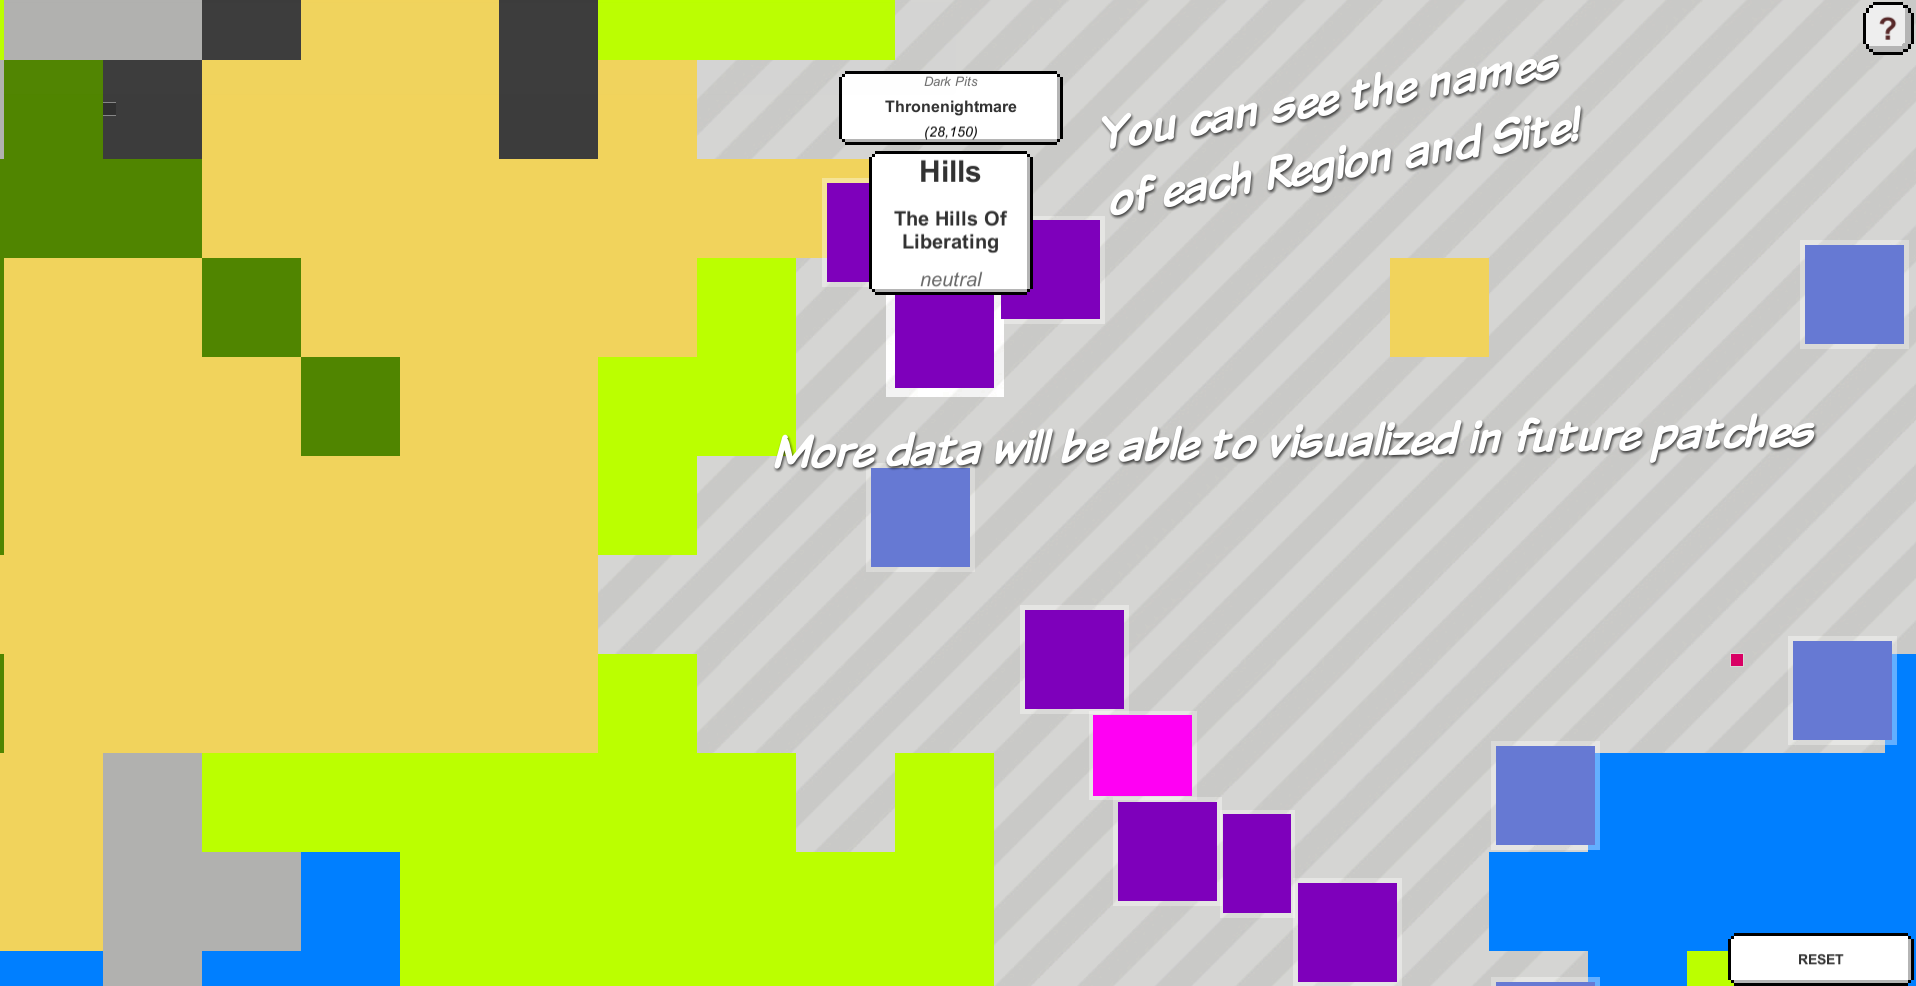 ?
Dark Pits
Thronenightmare
(28,150)
You can see the names
of each Region and Site!
Hills
The Hills Of
Liberating
neutral
More data will be able to visualized in future patches
RESET